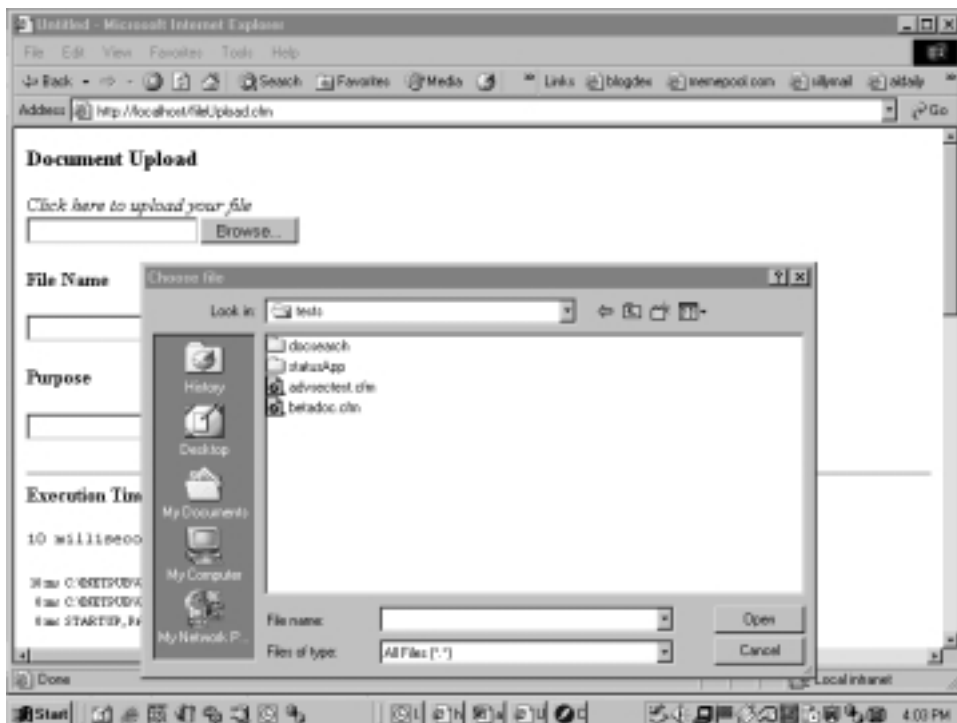 Untitled - Microsoft Internet Explorer
File Edit View Favorites Tools Help
Back Search Favorites Media Links blogdex memepool.com sillymail aldaily
Address http://localhost/fileUpload.cfm Go
Document Upload
Click here to upload your file
Browse...
File Name
Purpose
Execution Tim
10 milliseco
Choose file
Look in: tests
History
Desktop
My Documents
My Computer
My Network P...
docsearch
statusApp
advsectest.cfm
betadoc.cfm
File name: Open
Files of type: All Files (*.*) Cancel
Done Local intranet
Start 4:03 PM